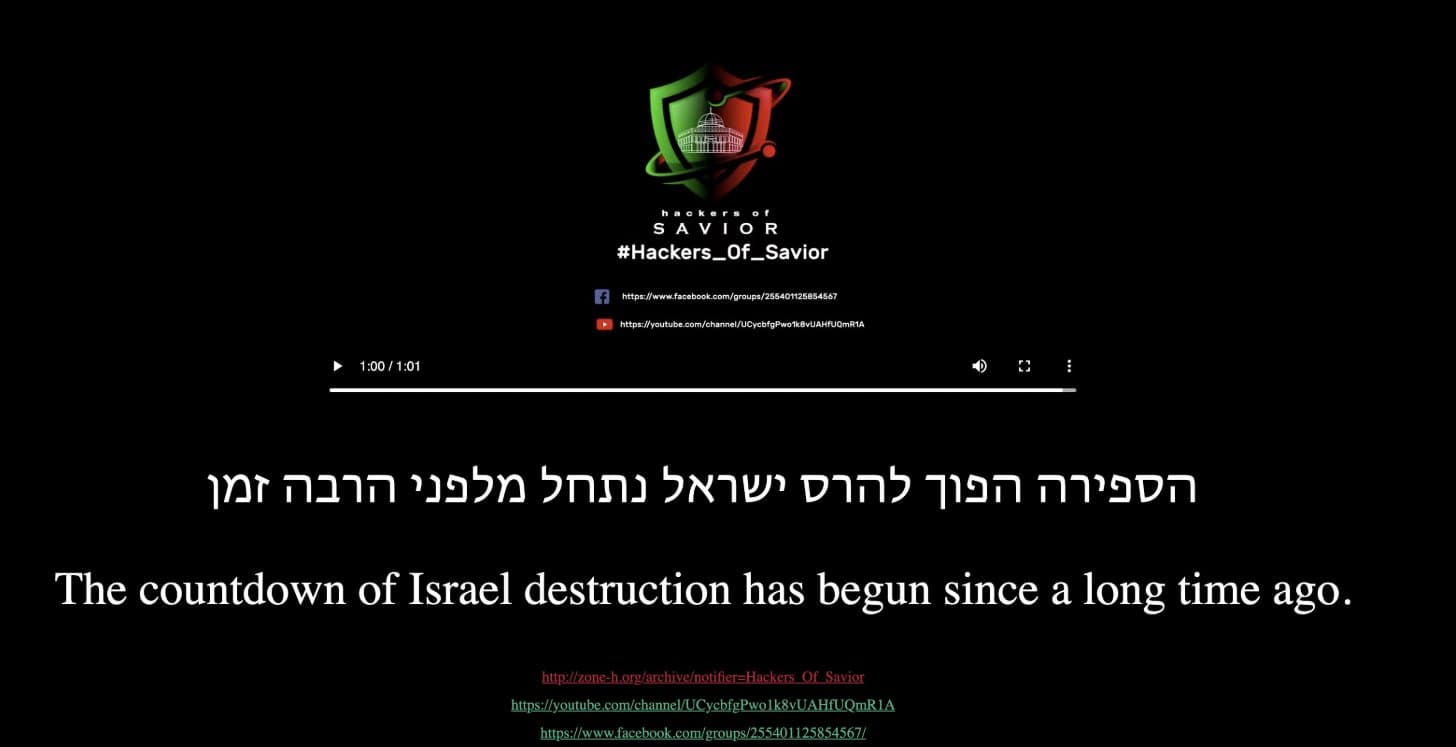 hackers of
SAVIOR
#Hackers_Of_Savior
https://www.facebook.com/groups/255401125854567
https://youtube.com/channel/UCycbfgPwo1k8vUAHfUQmR1A
1:00 / 1:01
הספירה הפוך להרס ישראל נתחל מלפני הרבה זמן
The countdown of Israel destruction has begun since a long time ago.
http://zone-h.org/archive/notifier=Hackers_Of_Savior
https://youtube.com/channel/UCycbfgPwo1k8vUAHfUQmR1A
https://www.facebook.com/groups/255401125854567/